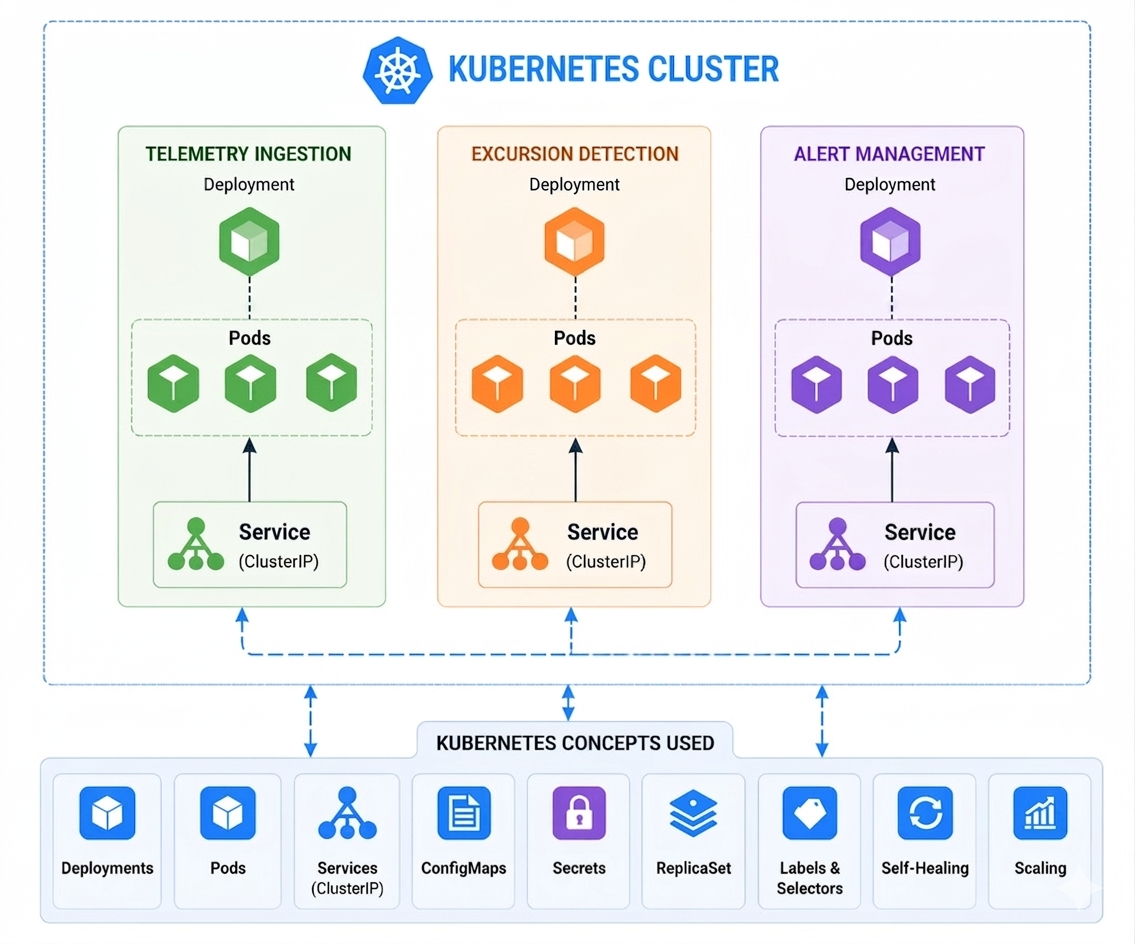 KUBERNETES CLUSTER
TELEMETRY INGESTION
Deployment
Pods
Service
(ClusterIP)
EXCURSION DETECTION
Deployment
Pods
Service
(ClusterIP)
ALERT MANAGEMENT
Deployment
Pods
Service
(ClusterIP)
KUBERNETES CONCEPTS USED
Deployments
Pods
Services
(ClusterIP)
ConfigMaps
Secrets
ReplicaSet
Labels &
Selectors
Self-Healing
Scaling